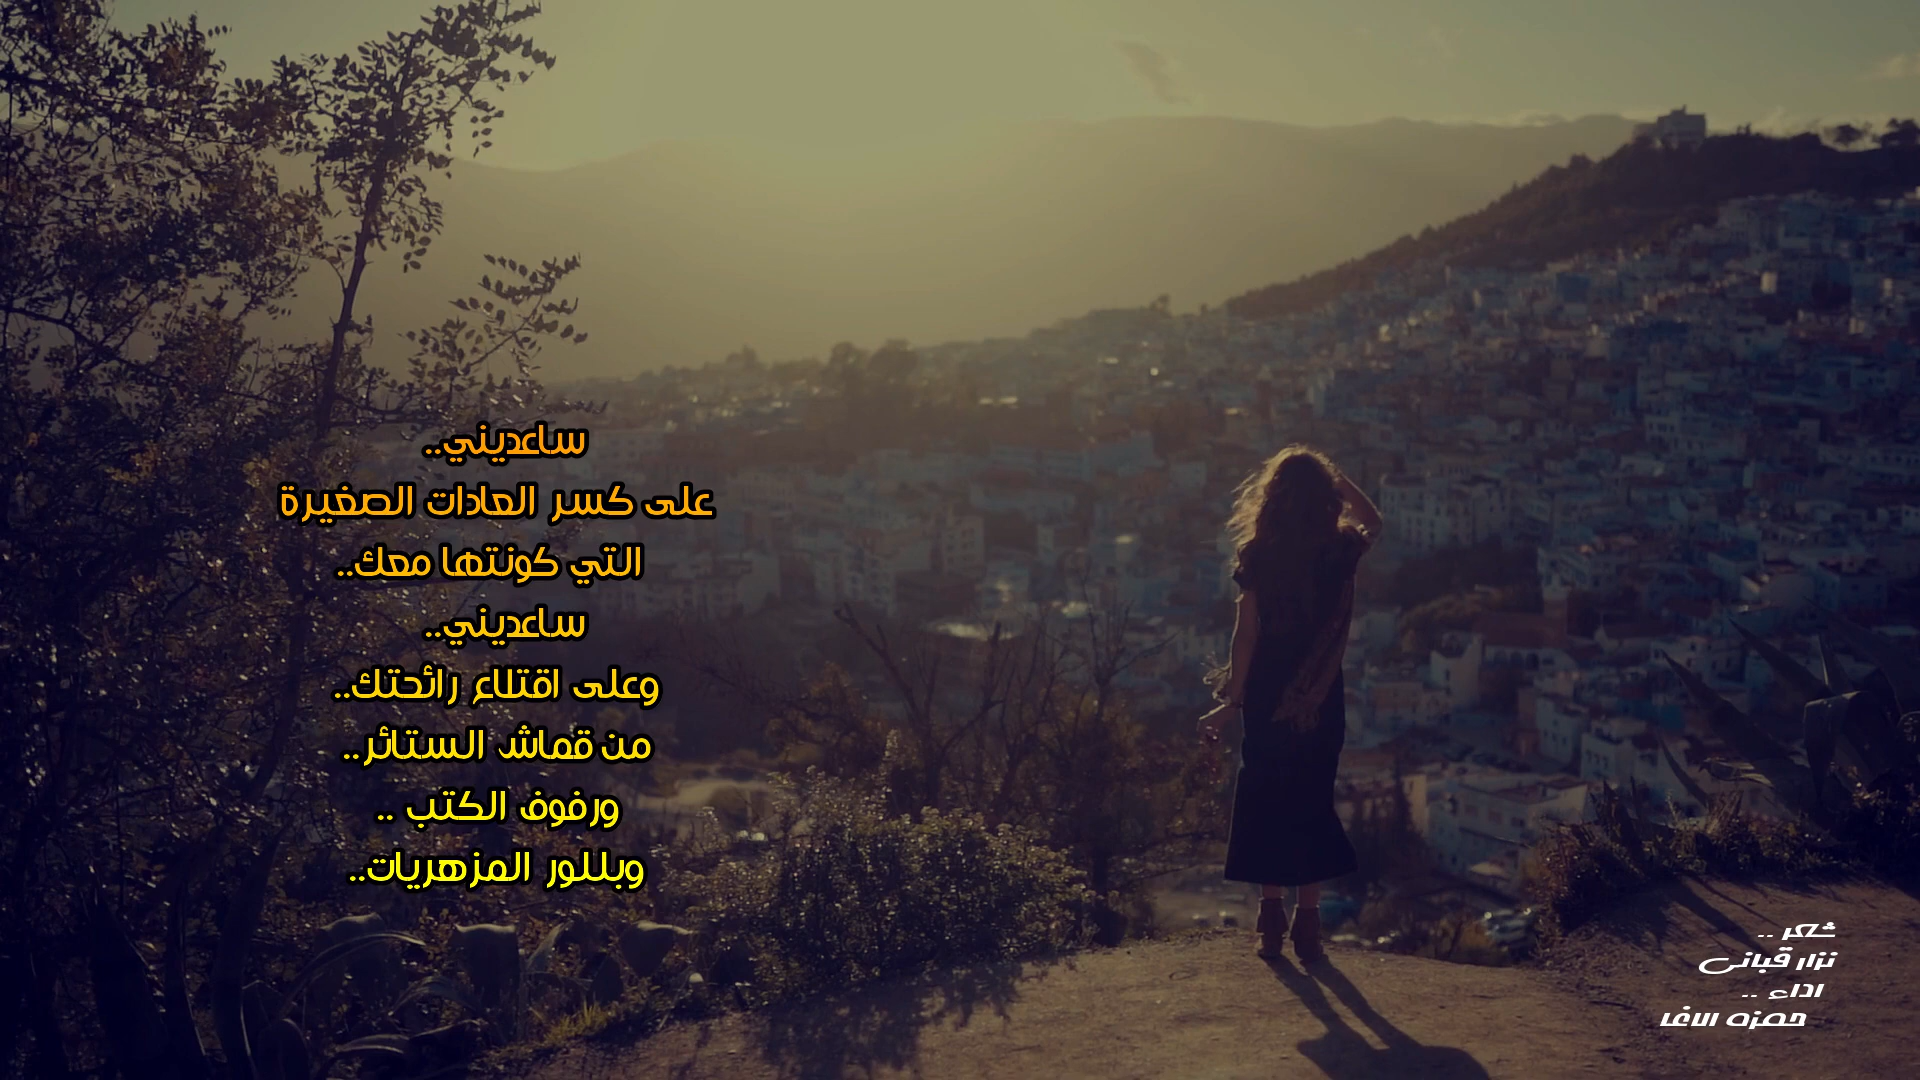 ساعديني..
على كسر العادات الصغيرة
التي كونتها معك..
ساعديني..
وعلى اقتلاع رائحتك..
من قماش الستائر..
ورفوف الكتب ..
وبللور المزهريات..
شعر ..
نزار قبانى
اداء ..
حمزه الاغا